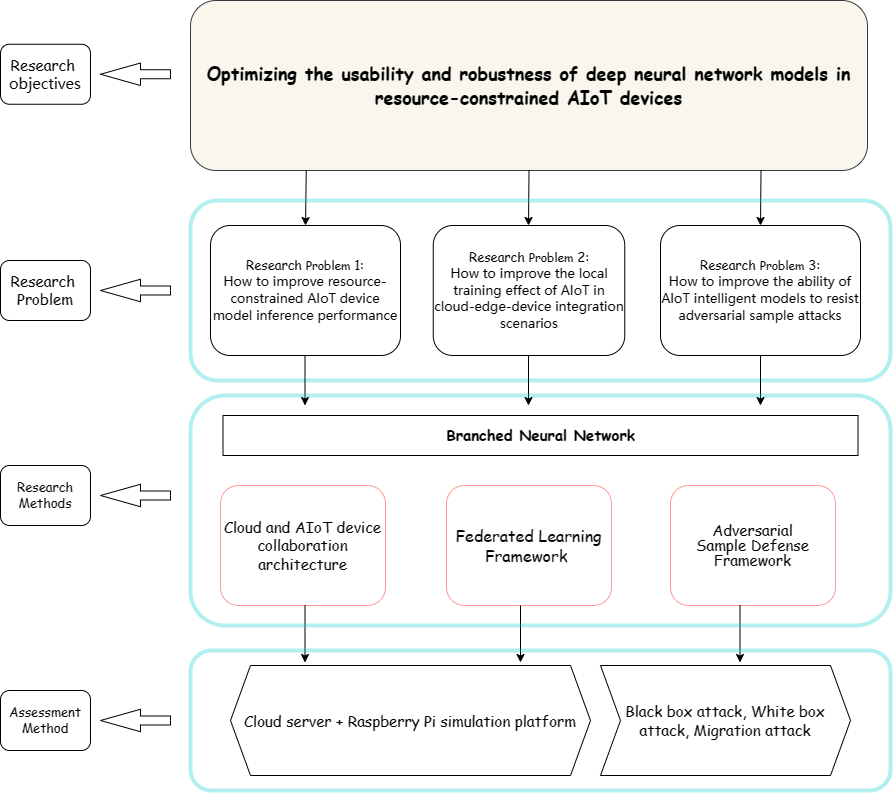 Research
objectives
Optimizing the usability and robustness of deep neural network models in
resource-constrained AIoT devices
Research
Problem
Research Problem 1:
How to improve resource-
constrained AIoT device
model inference performance
Research Problem 2:
How to improve the local
training effect of AIoT in
cloud-edge-device integration
scenarios
Research Problem 3:
How to improve the ability of
AIoT intelligent models to resist
adversarial sample attacks
Research
Methods
Branched Neural Network
Cloud and AIoT device
collaboration
architecture
Federated Learning
Framework
Adversarial
Sample Defense
Framework
Assessment
Method
Cloud server + Raspberry Pi simulation platform
Black box attack, White box
attack, Migration attack